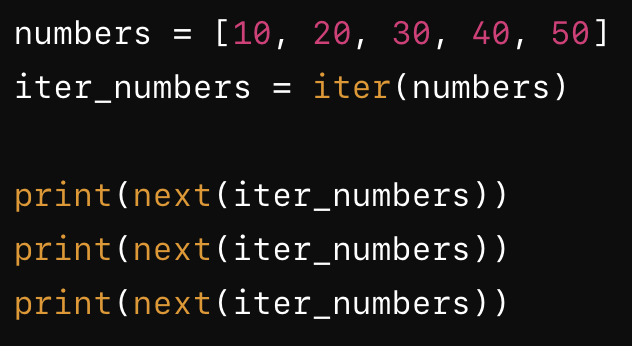 numbers = [10, 20, 30, 40, 50]
iter_numbers = iter(numbers)

print(next(iter_numbers))
print(next(iter_numbers))
print(next(iter_numbers))